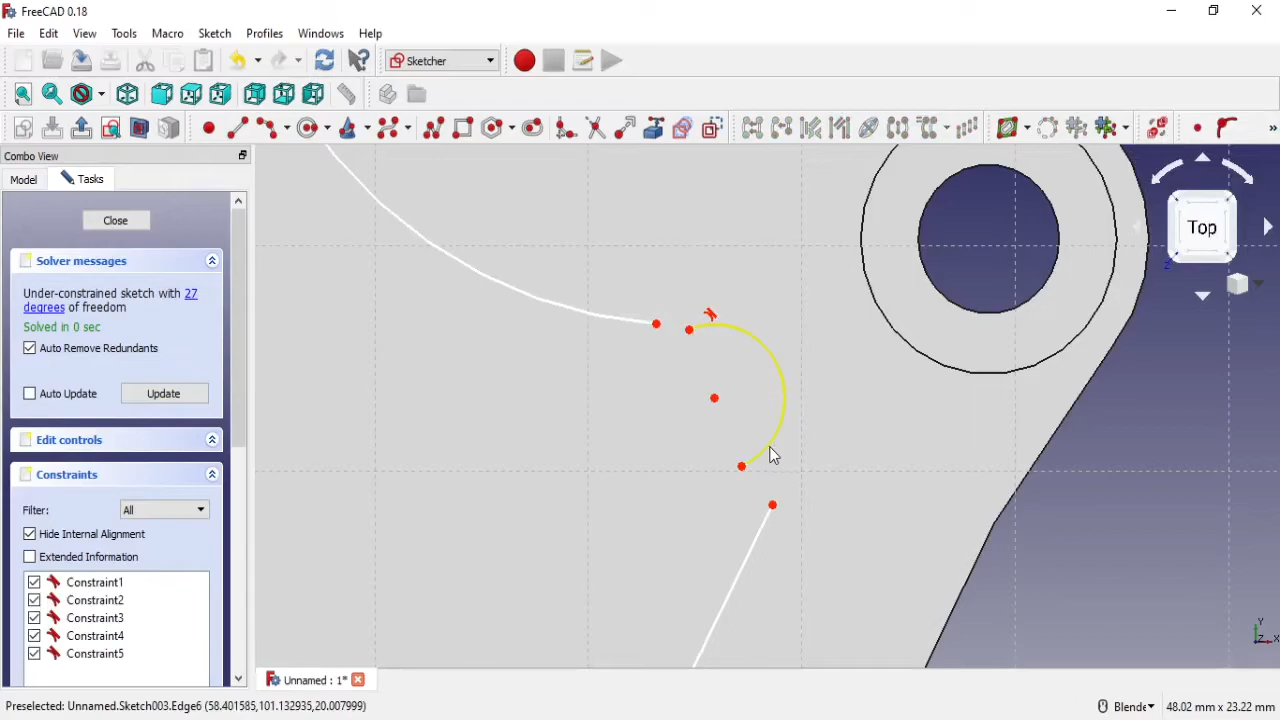 FreeCAD 0.18
File Edit View Tools Macro Sketch Profiles Windows Help
Sketcher
»
Combo View
Model Tasks
Close
Solver messages
Under-constrained sketch with 27
degrees of freedom
Solved in 0 sec
Auto Remove Redundants
Auto Update Update
Edit controls
Constraints
Filter: All
Hide Internal Alignment
Extended Information
Constraint1
Constraint2
Constraint3
Constraint4
Constraint5
Top
Z
Y
Z X
Unnamed : 1*
Preselected: Unnamed.Sketch003.Edge6 (58.401585,101.132935,20.007999) Blende 48.02 mm x 23.22 mm